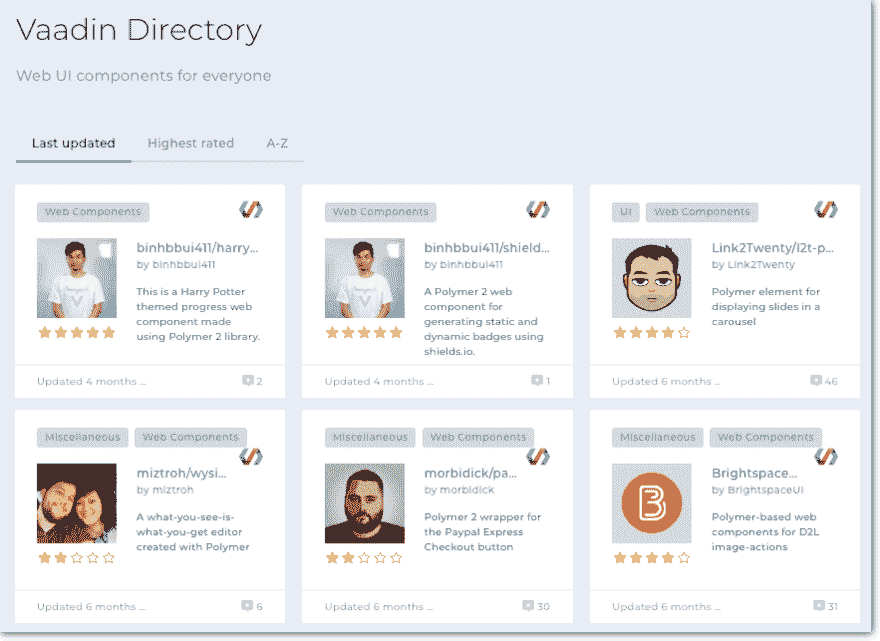 Vaadin Directory
Web UI components for everyone
Last updated Highest rated A-Z
Web Components
binhbbui411/harry...
by binhbbui411
This is a Harry Potter
themed progress web
component made
using Polymer 2 library.
Updated 4 months ...
2
Web Components
binhbbui411/shield...
by binhbbui411
A Polymer 2 web
component for
generating static and
dynamic badges using
shields.io.
Updated 4 months ...
1
UI Web Components
Link2Twenty/l2t-p...
by Link2Twenty
Polymer element for
displaying slides in a
carousel
Updated 6 months ...
46
Miscellaneous Web Components
miztroh/wysi...
by miztroh
A what-you-see-is-
what-you-get editor
created with Polymer
Updated 6 months ...
6
Miscellaneous Web Components
morbidick/pa...
by morbidick
Polymer 2 wrapper for
the Paypal Express
Checkout button
Updated 6 months ...
30
Miscellaneous Web Components
Brightspace...
by BrightspaceUI
Polymer-based web
components for D2L
image-actions
Updated 6 months ...
31